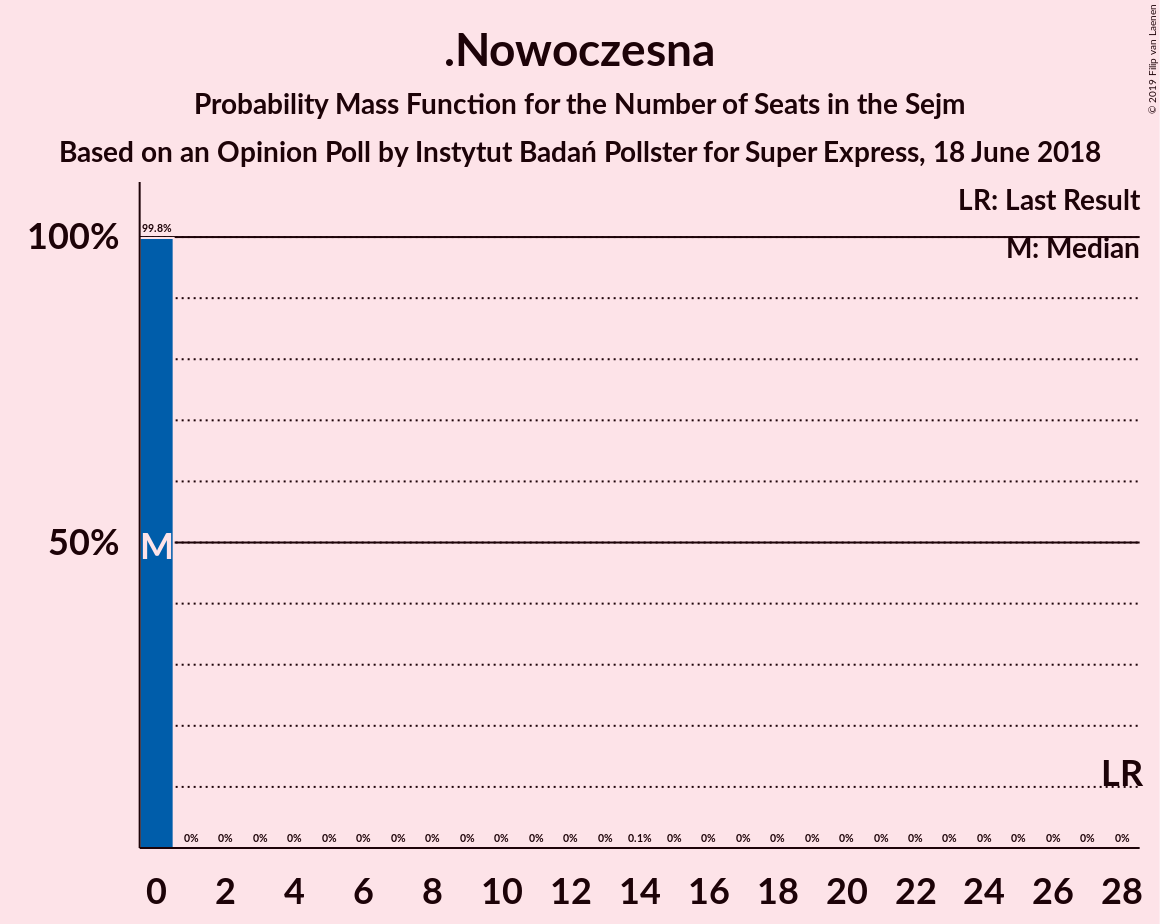 .Nowoczesna
Probability Mass Function for the Number of Seats in the Sejm
Based on an Opinion Poll by Instytut Badań Pollster for Super Express, 18 June 2018
© 2019 Filip van Laenen
LR: Last Result
M: Median
100%
50%
99.8%
M
LR
0% 0% 0% 0% 0% 0% 0% 0% 0% 0% 0% 0% 0% 0.1% 0% 0% 0% 0% 0% 0% 0% 0% 0% 0% 0% 0% 0% 0%
0 2 4 6 8 10 12 14 16 18 20 22 24 26 28